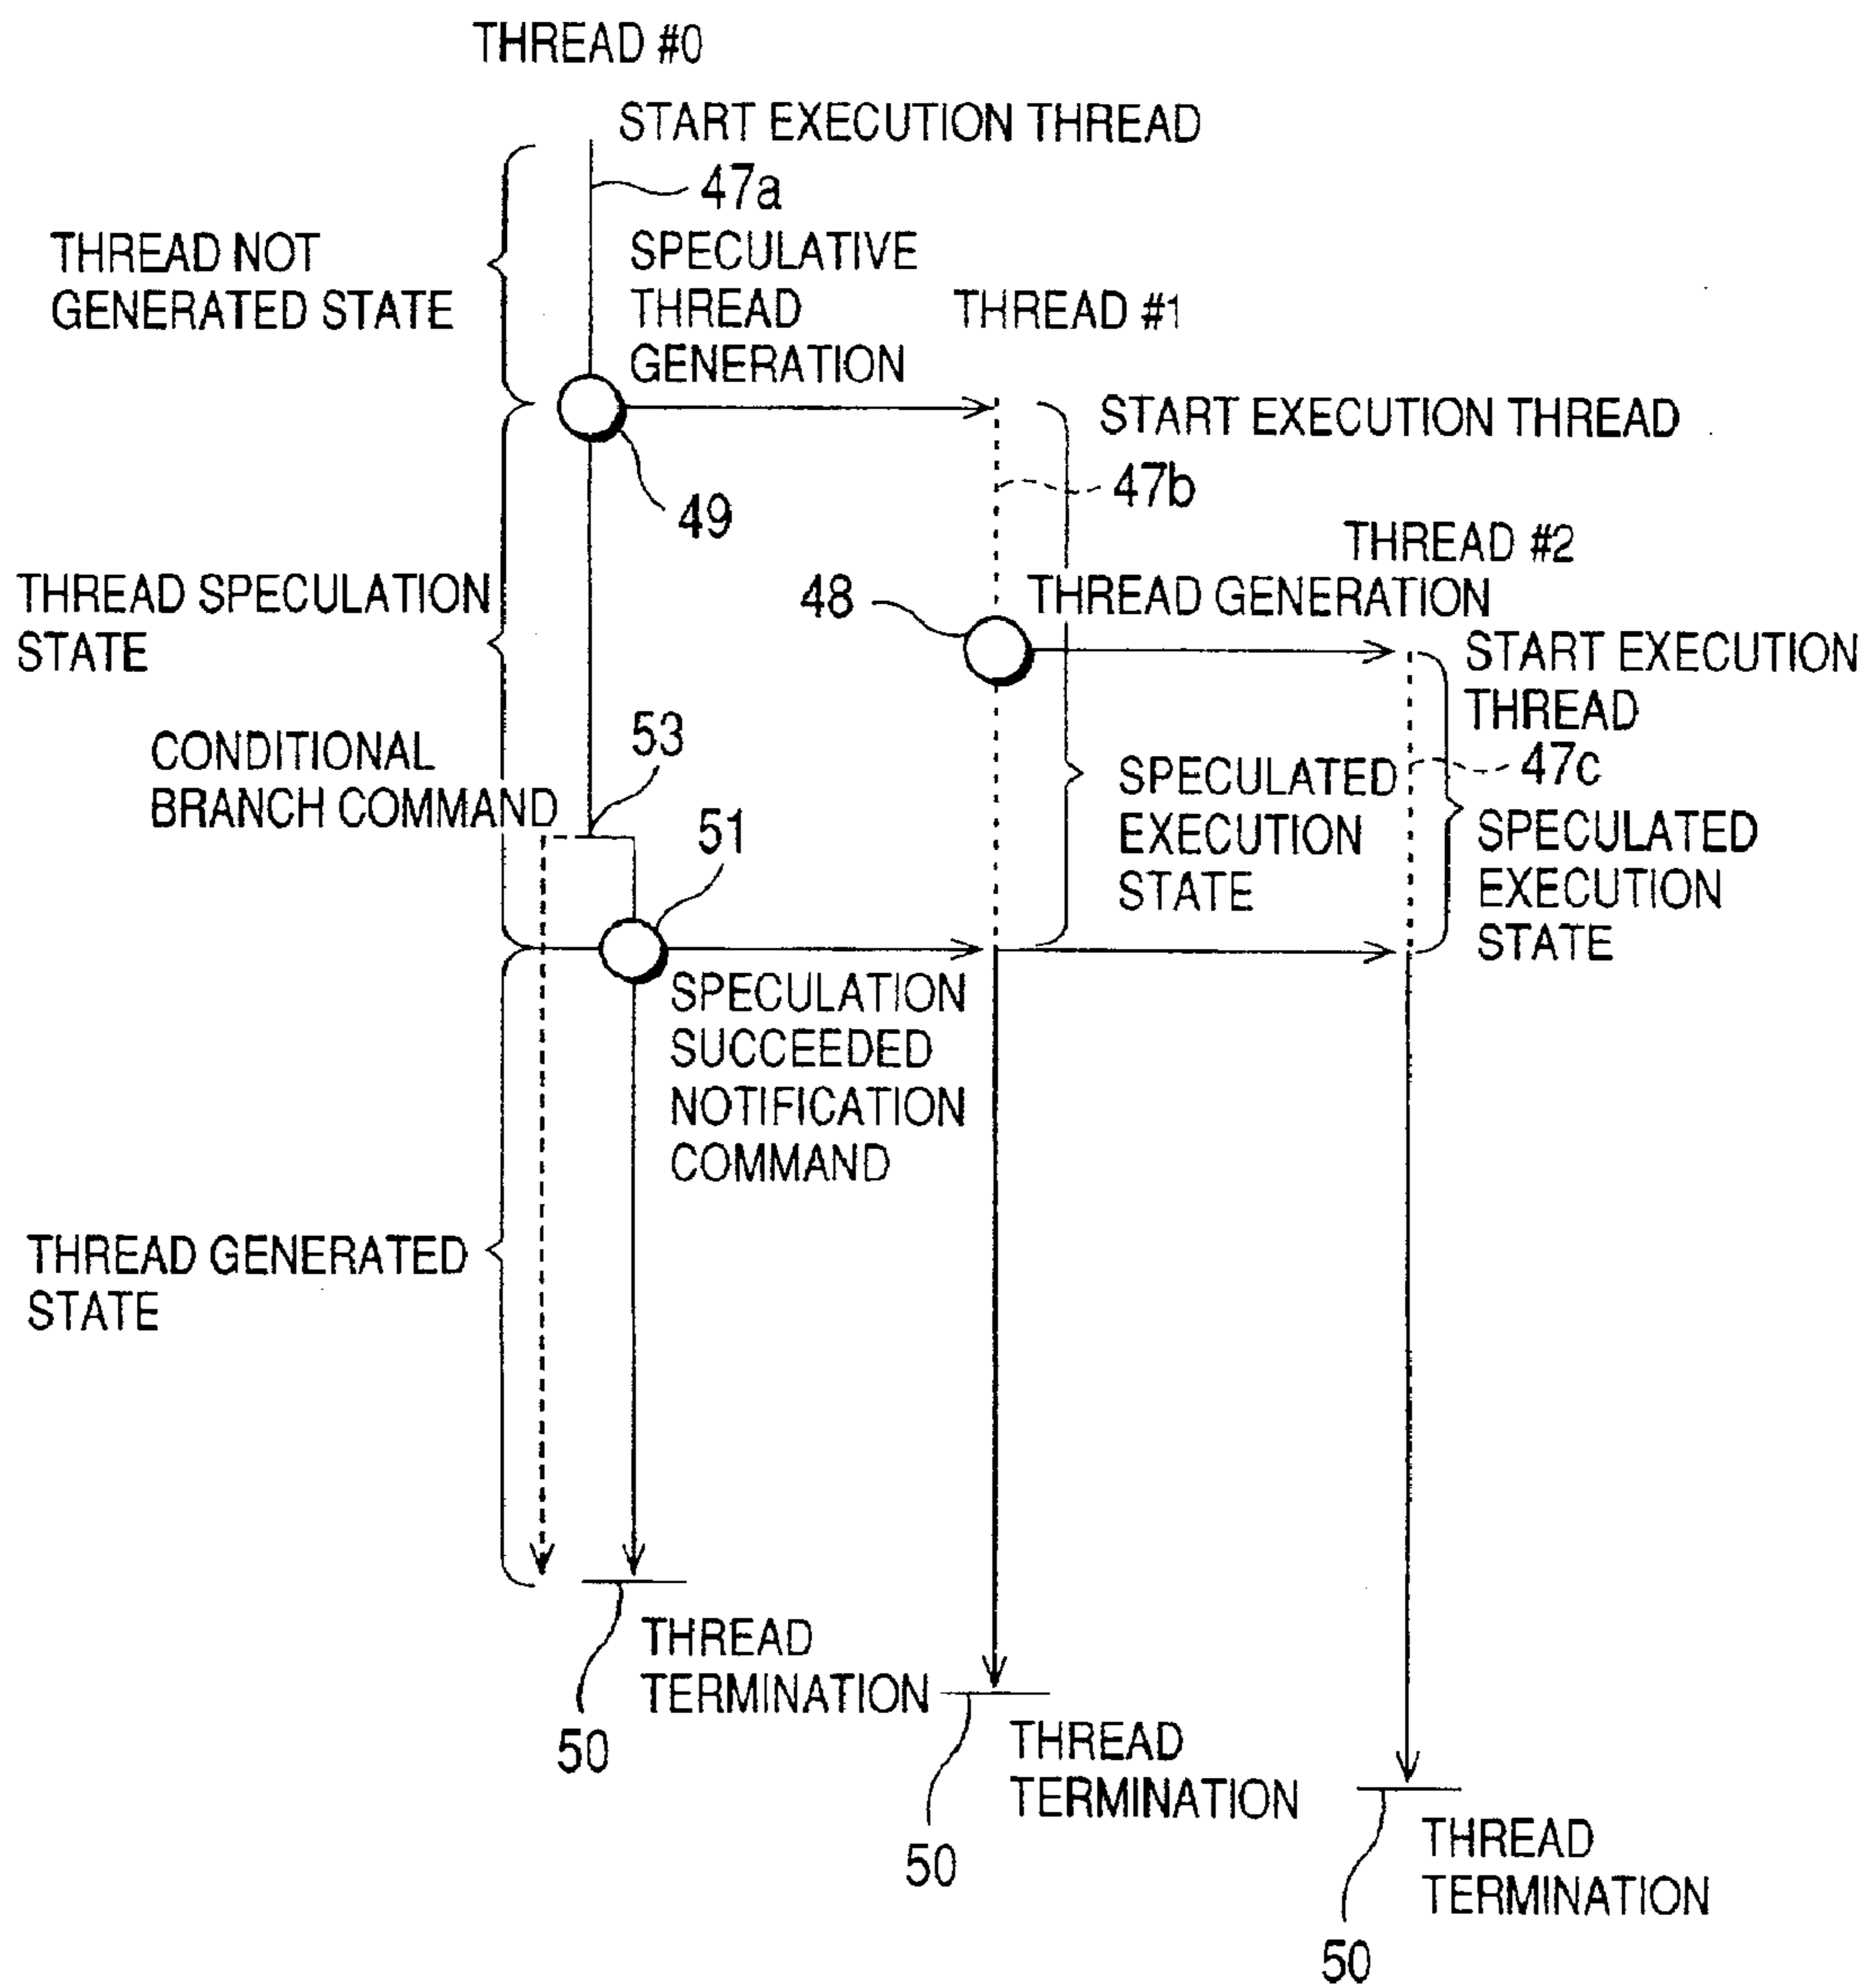 THREAD #0
START EXECUTION THREAD
47a
THREAD NOT
GENERATED STATE
SPECULATIVE
THREAD
GENERATION
THREAD #1
START EXECUTION THREAD
49
47b
THREAD #2
THREAD SPECULATION
STATE
48
THREAD GENERATION
START EXECUTION
THREAD
47c
CONDITIONAL
BRANCH COMMAND
53
51
SPECULATED
EXECUTION
STATE
SPECULATED
EXECUTION
STATE
SPECULATION
SUCCEEDED
NOTIFICATION
COMMAND
THREAD GENERATED
STATE
THREAD
TERMINATION
50
THREAD
TERMINATION
50
THREAD
TERMINATION
50